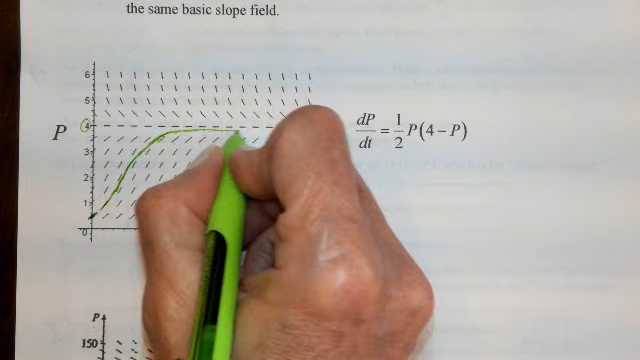 the same basic slope field.
6
5
4
P
3
2
1
0
dP/dt = 1/2 P(4 − P)
P
150